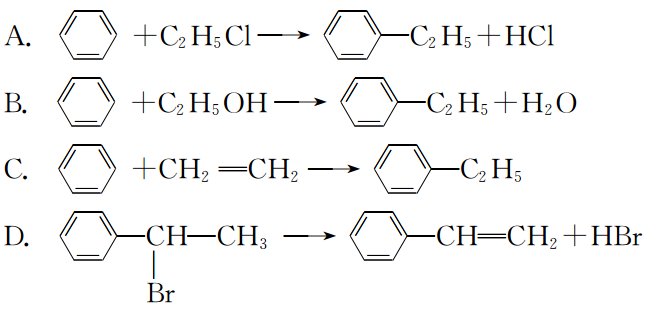 A. +C₂H₅Cl⟶ —C₂H₅+HCl
B. +C₂H₅OH⟶ —C₂H₅+H₂O
C. +CH₂═CH₂⟶ —C₂H₅
D. —CH—CH₃ ⟶ —CH═CH₂+HBr
Br